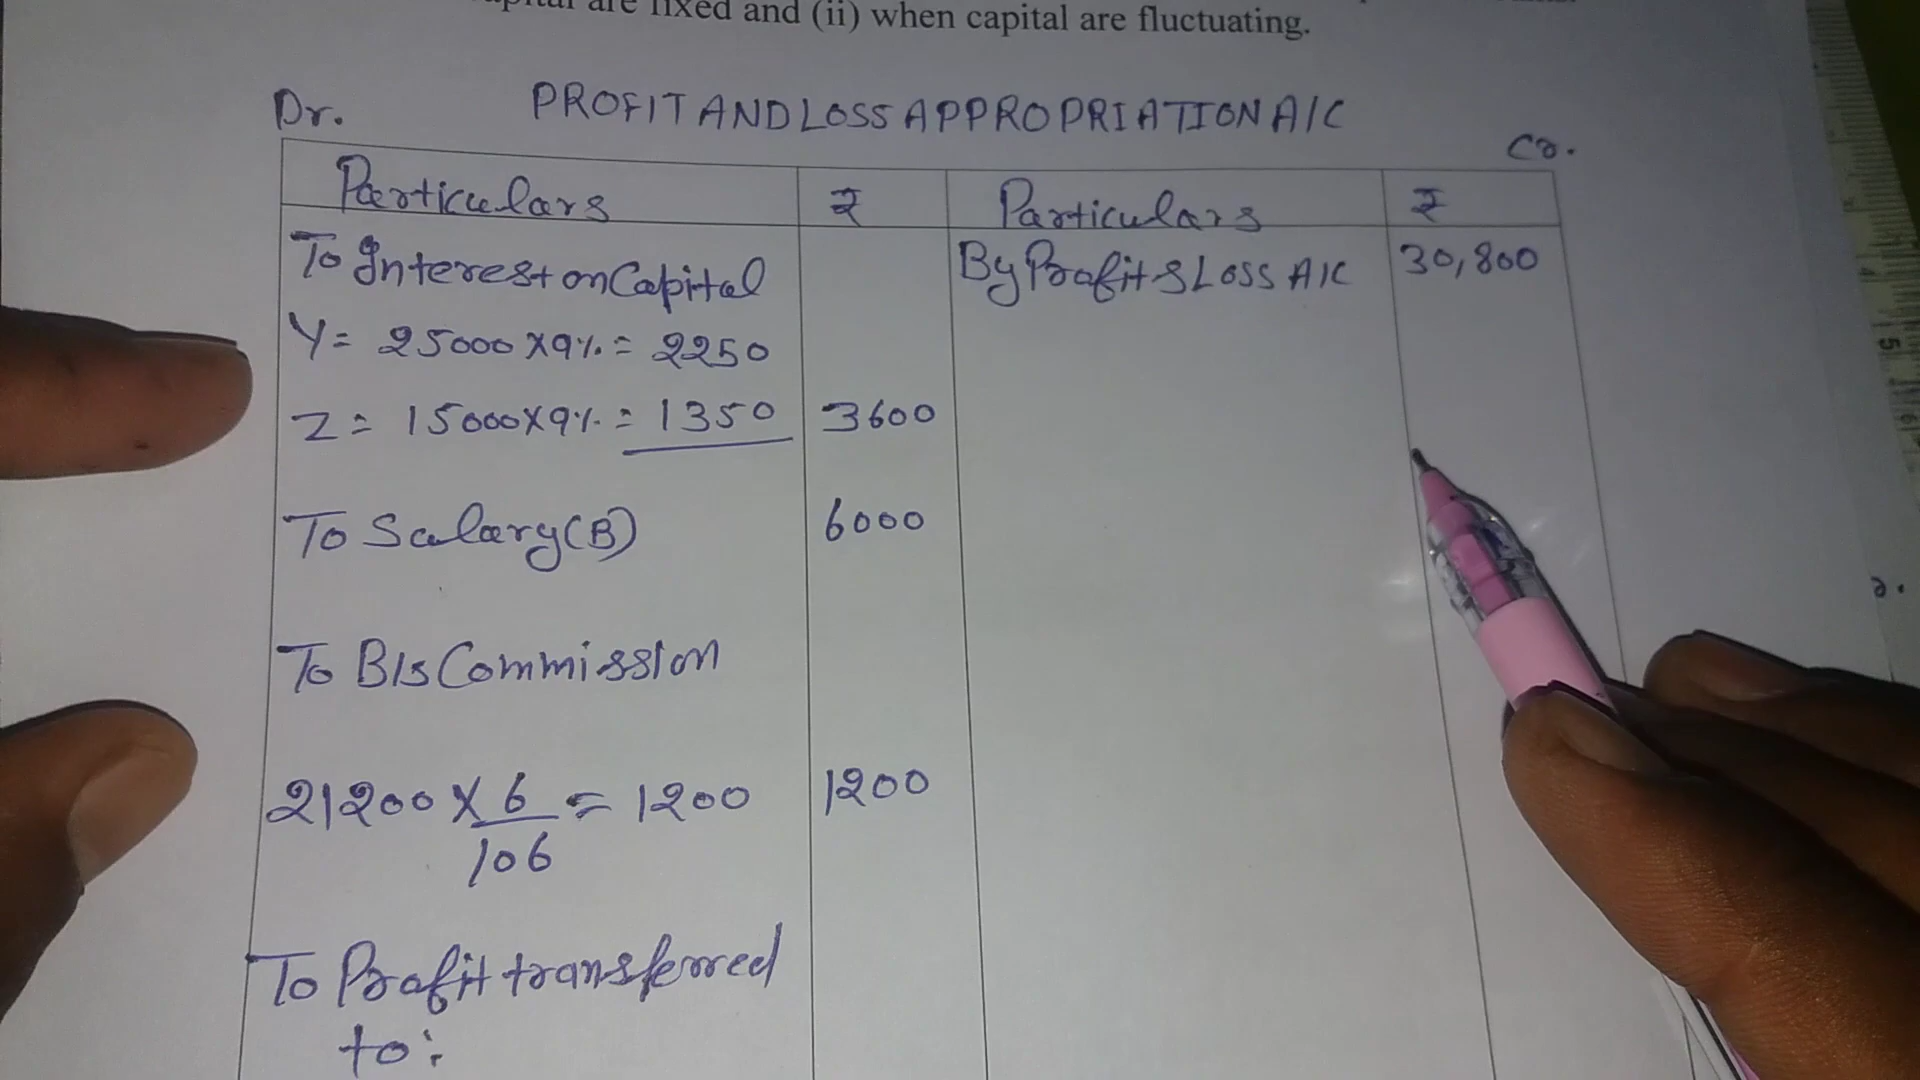 are fixed and (ii) when capital are fluctuating.
PROFIT AND LOSS APPROPRIATION A/C
Dr.
Cr.
Particulars ₹ Particulars ₹
To Interest on Capital By Profit & Loss A/C 30,800
Y = 25000 X 9% = 2250
Z = 15000 X 9% = 1350 3600
To Salary (B) 6000
To B/s Commission
21200 X 6/106 = 1200 1200
To Profit transferred
to: